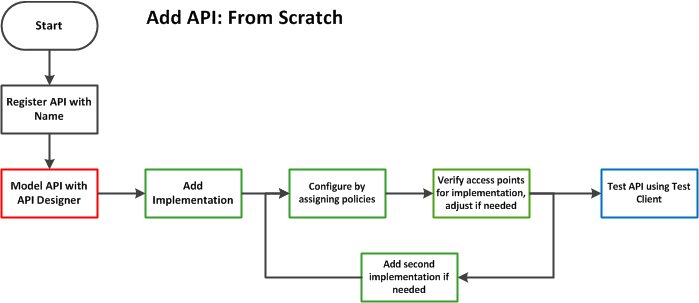 Start
Add API: From Scratch
Register API with
Name
Model API with
API Designer
Add
Implementation
Configure by
assigning policies
Verify access points
for implementation,
adjust if needed
Test API using Test
Client
Add second
implementation if
needed